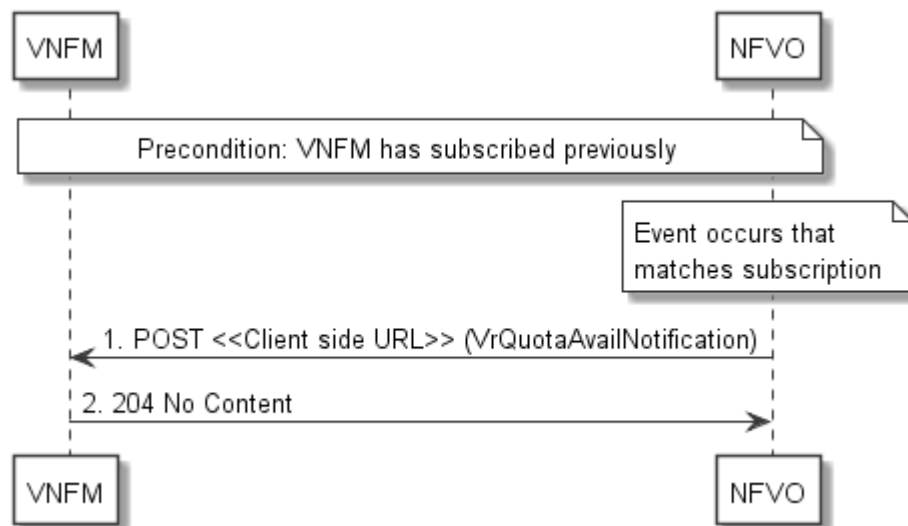 VNFM
NFVO
Precondition: VNFM has subscribed previously
Event occurs that
matches subscription
1. POST <<Client side URL>> (VrQuotaAvailNotification)
2. 204 No Content
VNFM
NFVO